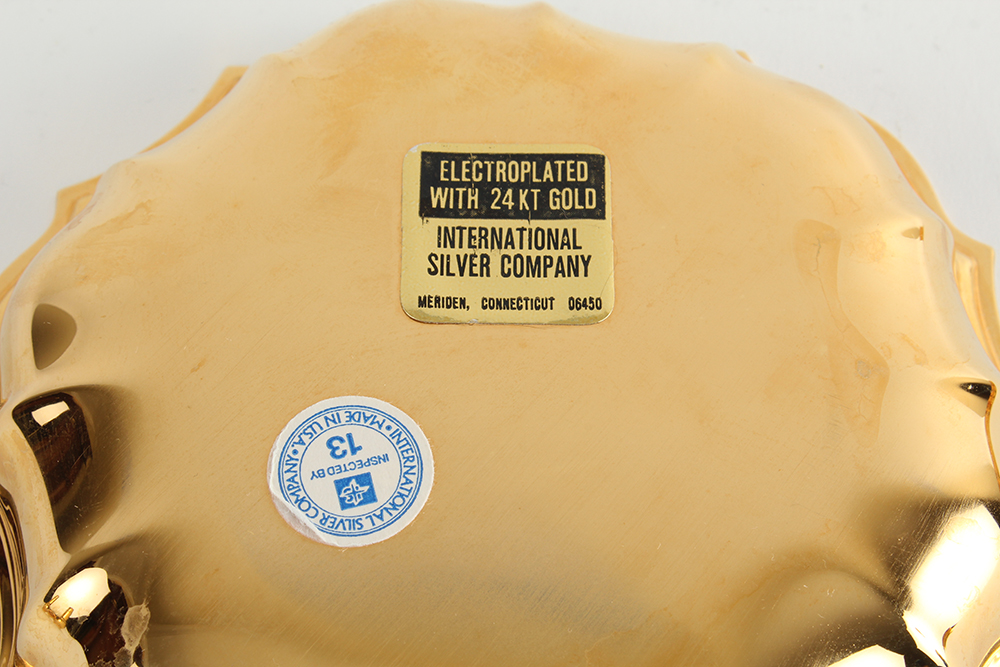 ELECTROPLATED
WITH 24 KT GOLD
INTERNATIONAL
SILVER COMPANY
MERIDEN, CONNECTICUT 06450
INTERNATIONAL SILVER COMPANY • MADE IN U.S.A. •
INSPECTED BY
13